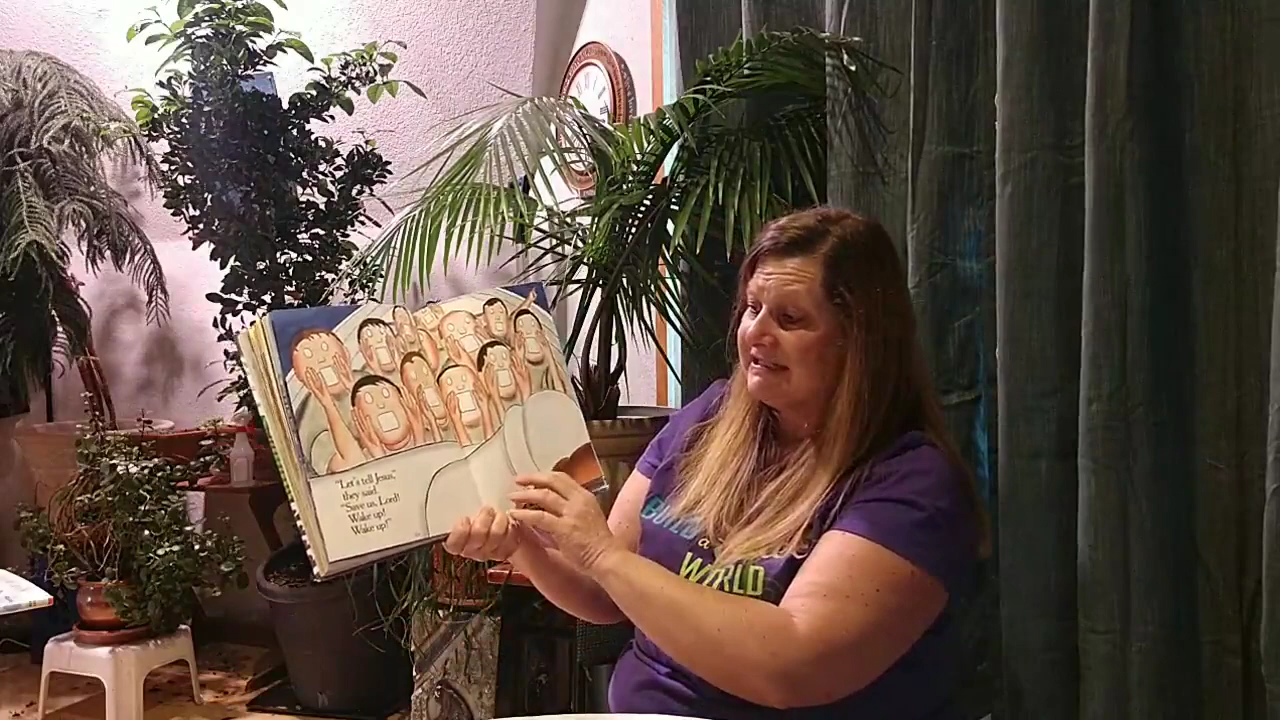 "Let's tell Jesus,"
they said.
"Save us, Lord!
Wake up!
Wake up!"
WORLD